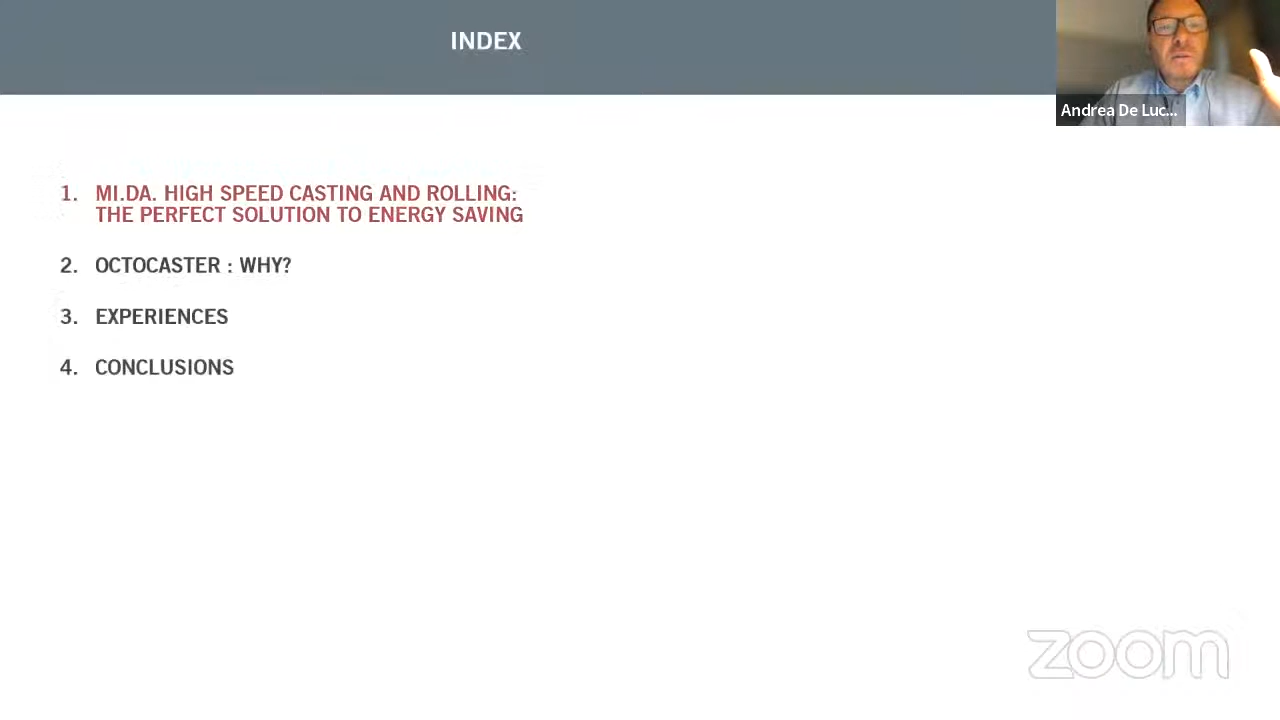 INDEX
Andrea De Luc...
1. MI.DA. HIGH SPEED CASTING AND ROLLING:
THE PERFECT SOLUTION TO ENERGY SAVING
2. OCTOCASTER : WHY?
3. EXPERIENCES
4. CONCLUSIONS
zoom